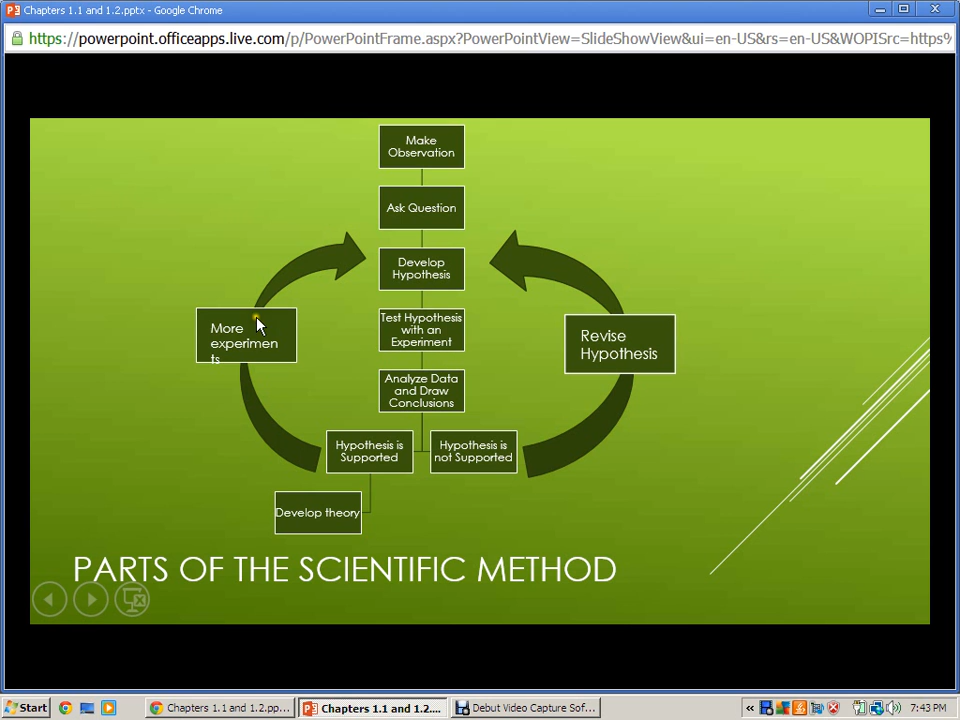 Chapters 1.1 and 1.2.pptx - Google Chrome
https://powerpoint.officeapps.live.com/p/PowerPointFrame.aspx?PowerPointView=SlideShowView&ui=en-US&rs=en-US&WOPISrc=https%
Make
Observation
Ask Question
Develop
Hypothesis
Test Hypothesis
with an
Experiment
Analyze Data
and Draw
Conclusions
Hypothesis is
Supported
Hypothesis is
not Supported
Develop theory
More
experimen
ts
Revise
Hypothesis
PARTS OF THE SCIENTIFIC METHOD
Start
Chapters 1.1 and 1.2.pp...
Chapters 1.1 and 1.2....
Debut Video Capture Sof...
«
7:43 PM